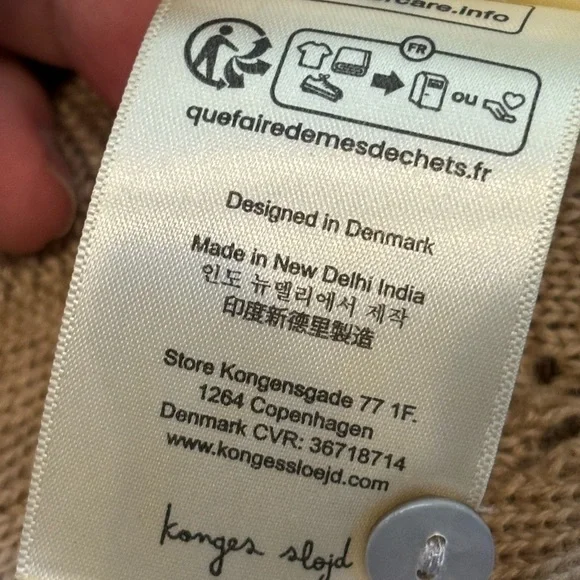 care.info
FR
ou
quefairedemesdechets.fr
Designed in Denmark
Made in New Delhi India
인도 뉴델리에서 제작
印度新德里製造
Store Kongensgade 77 1F.
1264 Copenhagen
Denmark CVR: 36718714
www.kongessloejd.com
konges sløjd